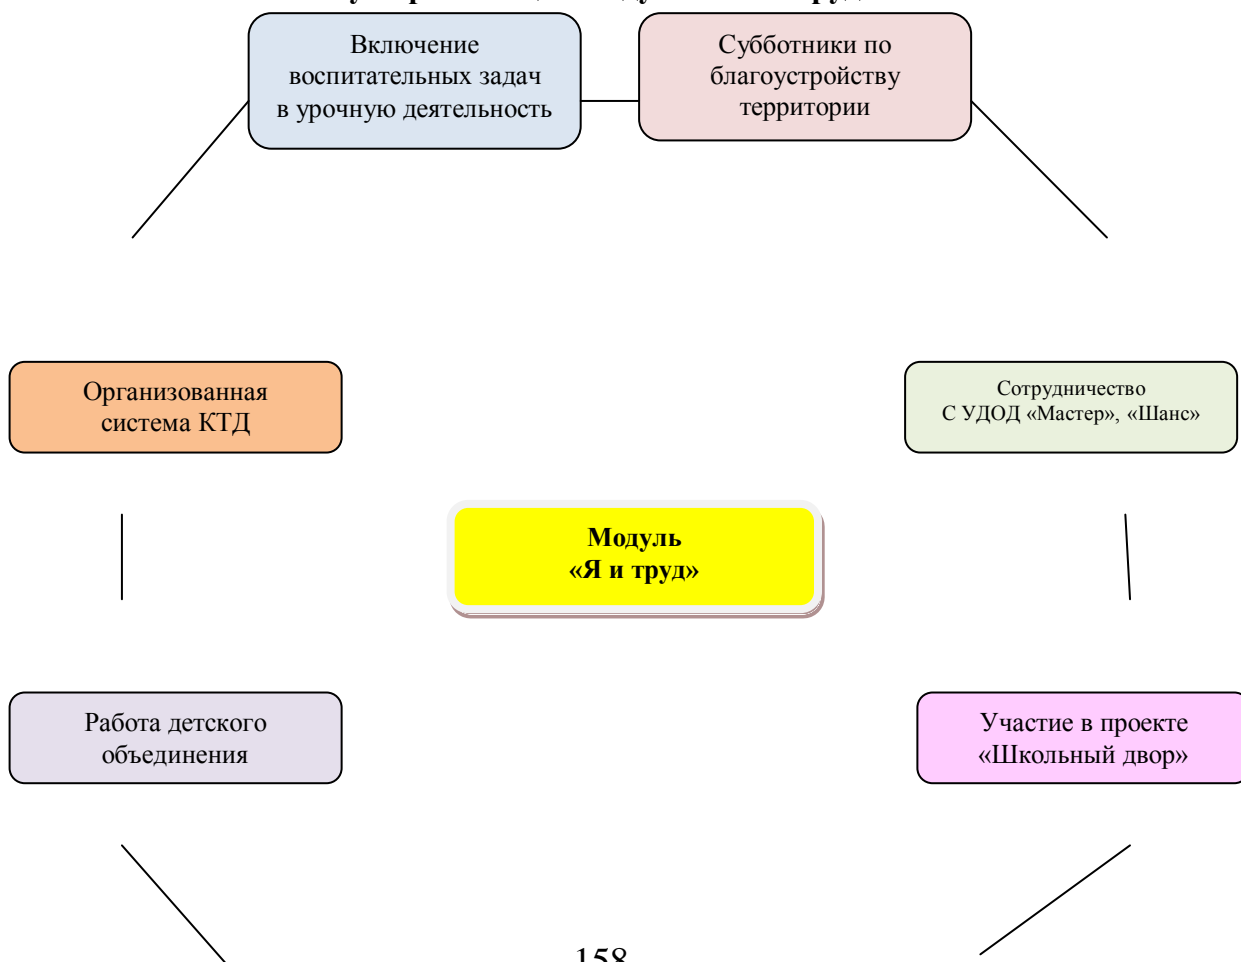 Включение
воспитательных задач
в урочную деятельность
Субботники по
благоустройству
территории
Организованная
система КТД
Сотрудничество
С УДОД «Мастер», «Шанс»
Модуль
«Я и труд»
Работа детского
объединения
Участие в проекте
«Школьный двор»
158